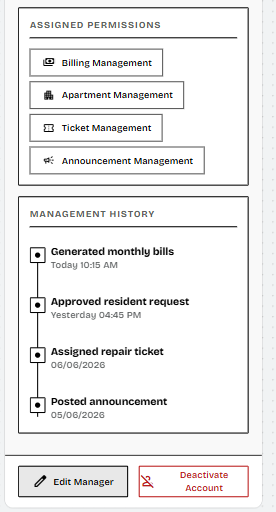 ASSIGNED PERMISSIONS
Billing Management
Apartment Management
Ticket Management
Announcement Management
MANAGEMENT HISTORY
Generated monthly bills
Today 10:15 AM
Approved resident request
Yesterday 04:45 PM
Assigned repair ticket
06/06/2026
Posted announcement
05/06/2026
Edit Manager
Deactivate
Account